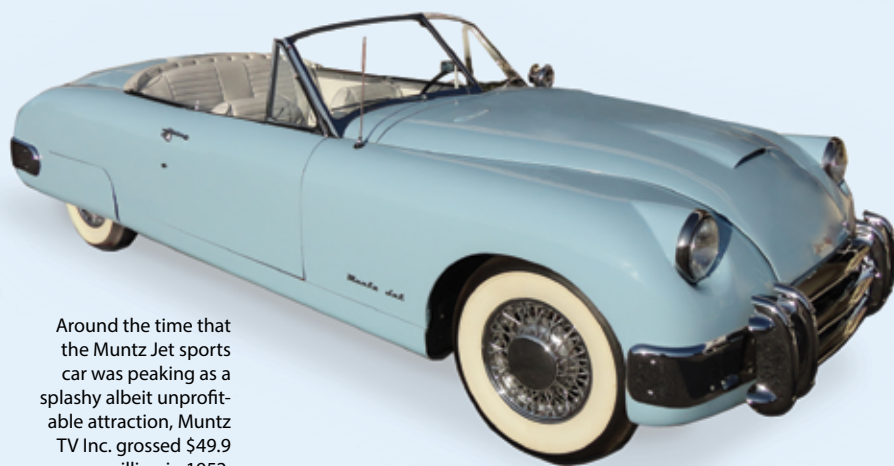 Muntz Jet
Around the time that
the Muntz Jet sports
car was peaking as a
splashy albeit unprofit-
able attraction, Muntz
TV Inc. grossed $49.9